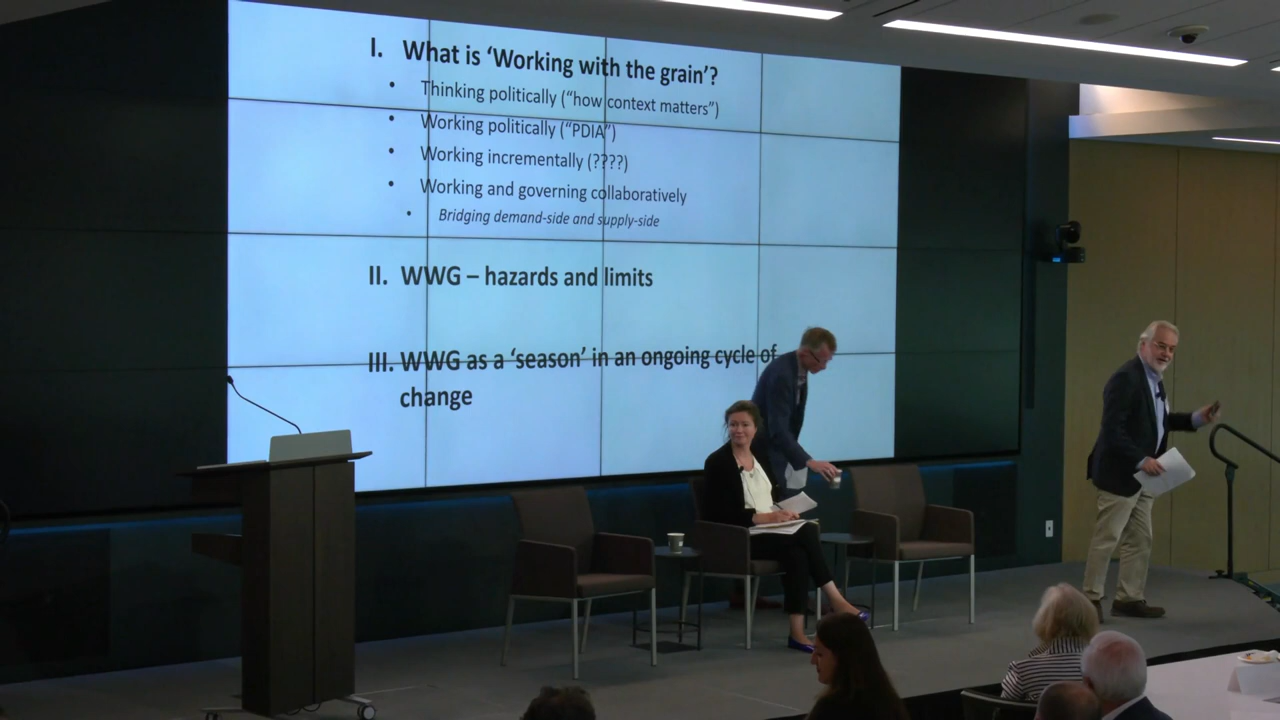 I. What is ‘Working with the grain’?
• Thinking politically (“how context matters”)
• Working politically (“PDIA”)
• Working incrementally (????)
• Working and governing collaboratively
• Bridging demand-side and supply-side
II. WWG – hazards and limits
III. WWG as a ‘season’ in an ongoing cycle of
change